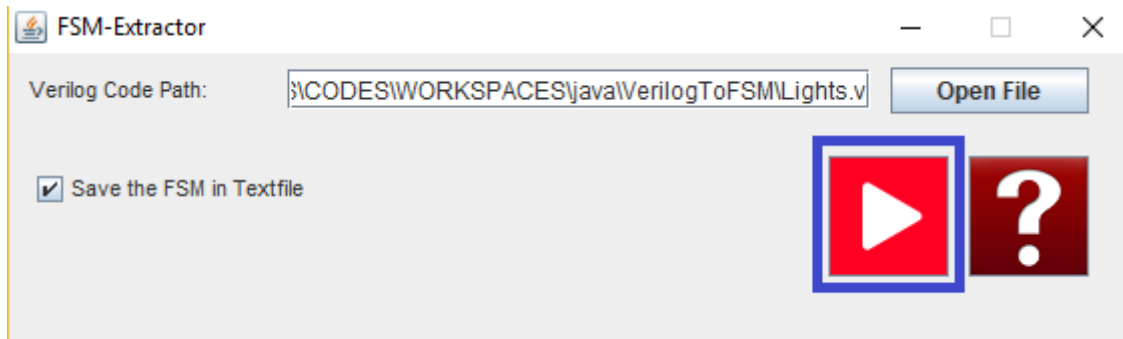 FSM-Extractor
Verilog Code Path: \CODES\WORKSPACES\java\VerilogToFSM\Lights.v Open File
Save the FSM in Textfile
?